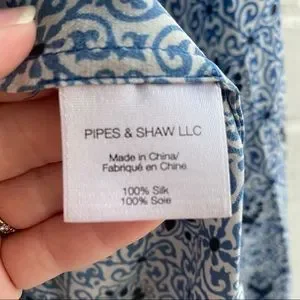 PIPES & SHAW LLC
Made in China/
Fabriqué en Chine
100% Silk
100% Soie